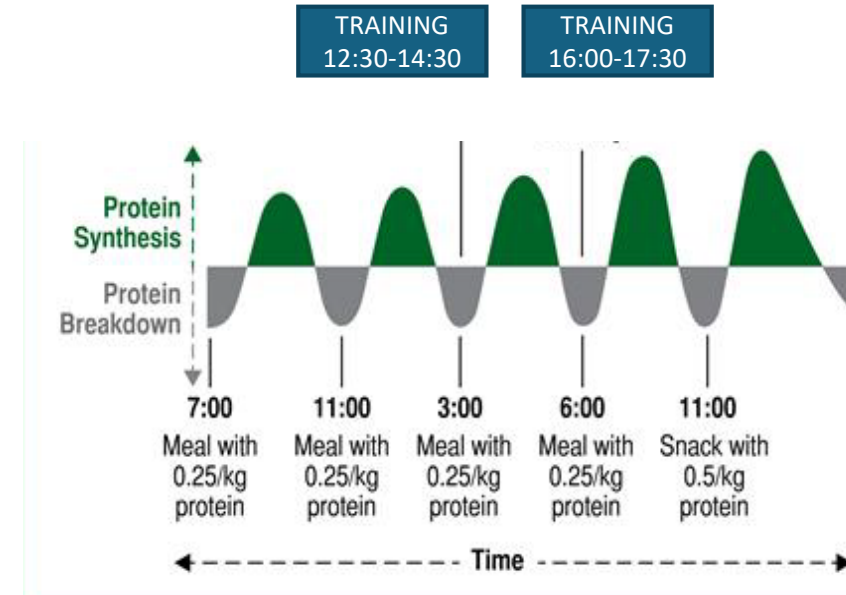 TRAINING
12:30-14:30
TRAINING
16:00-17:30
Protein
Synthesis
Protein
Breakdown
7:00
Meal with
0.25/kg
protein
11:00
Meal with
0.25/kg
protein
3:00
Meal with
0.25/kg
protein
6:00
Meal with
0.25/kg
protein
11:00
Snack with
0.5/kg
protein
Time